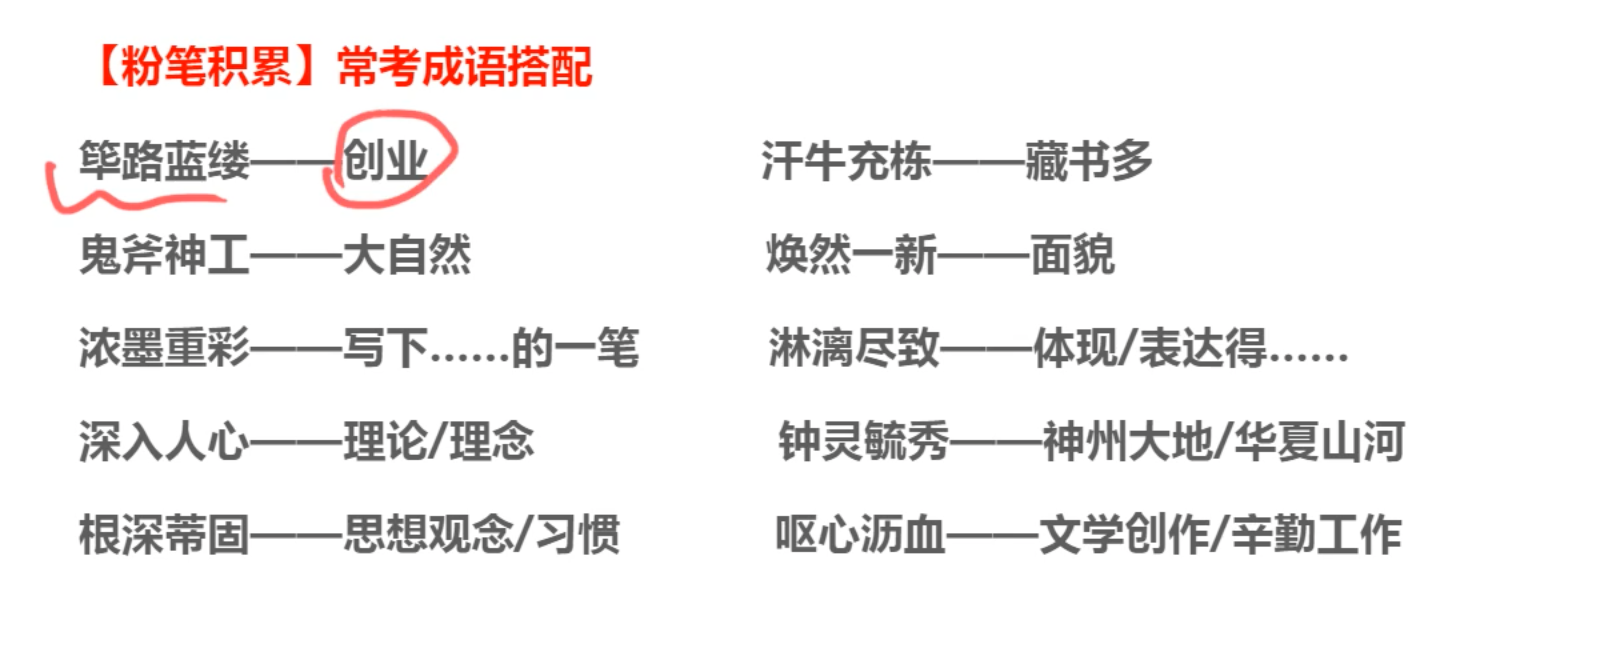 【粉笔积累】常考成语搭配
筚路蓝缕——创业
汗牛充栋——藏书多
鬼斧神工——大自然
焕然一新——面貌
浓墨重彩——写下……的一笔
淋漓尽致——体现/表达得……
深入人心——理论/理念
钟灵毓秀——神州大地/华夏山河
根深蒂固——思想观念/习惯
呕心沥血——文学创作/辛勤工作